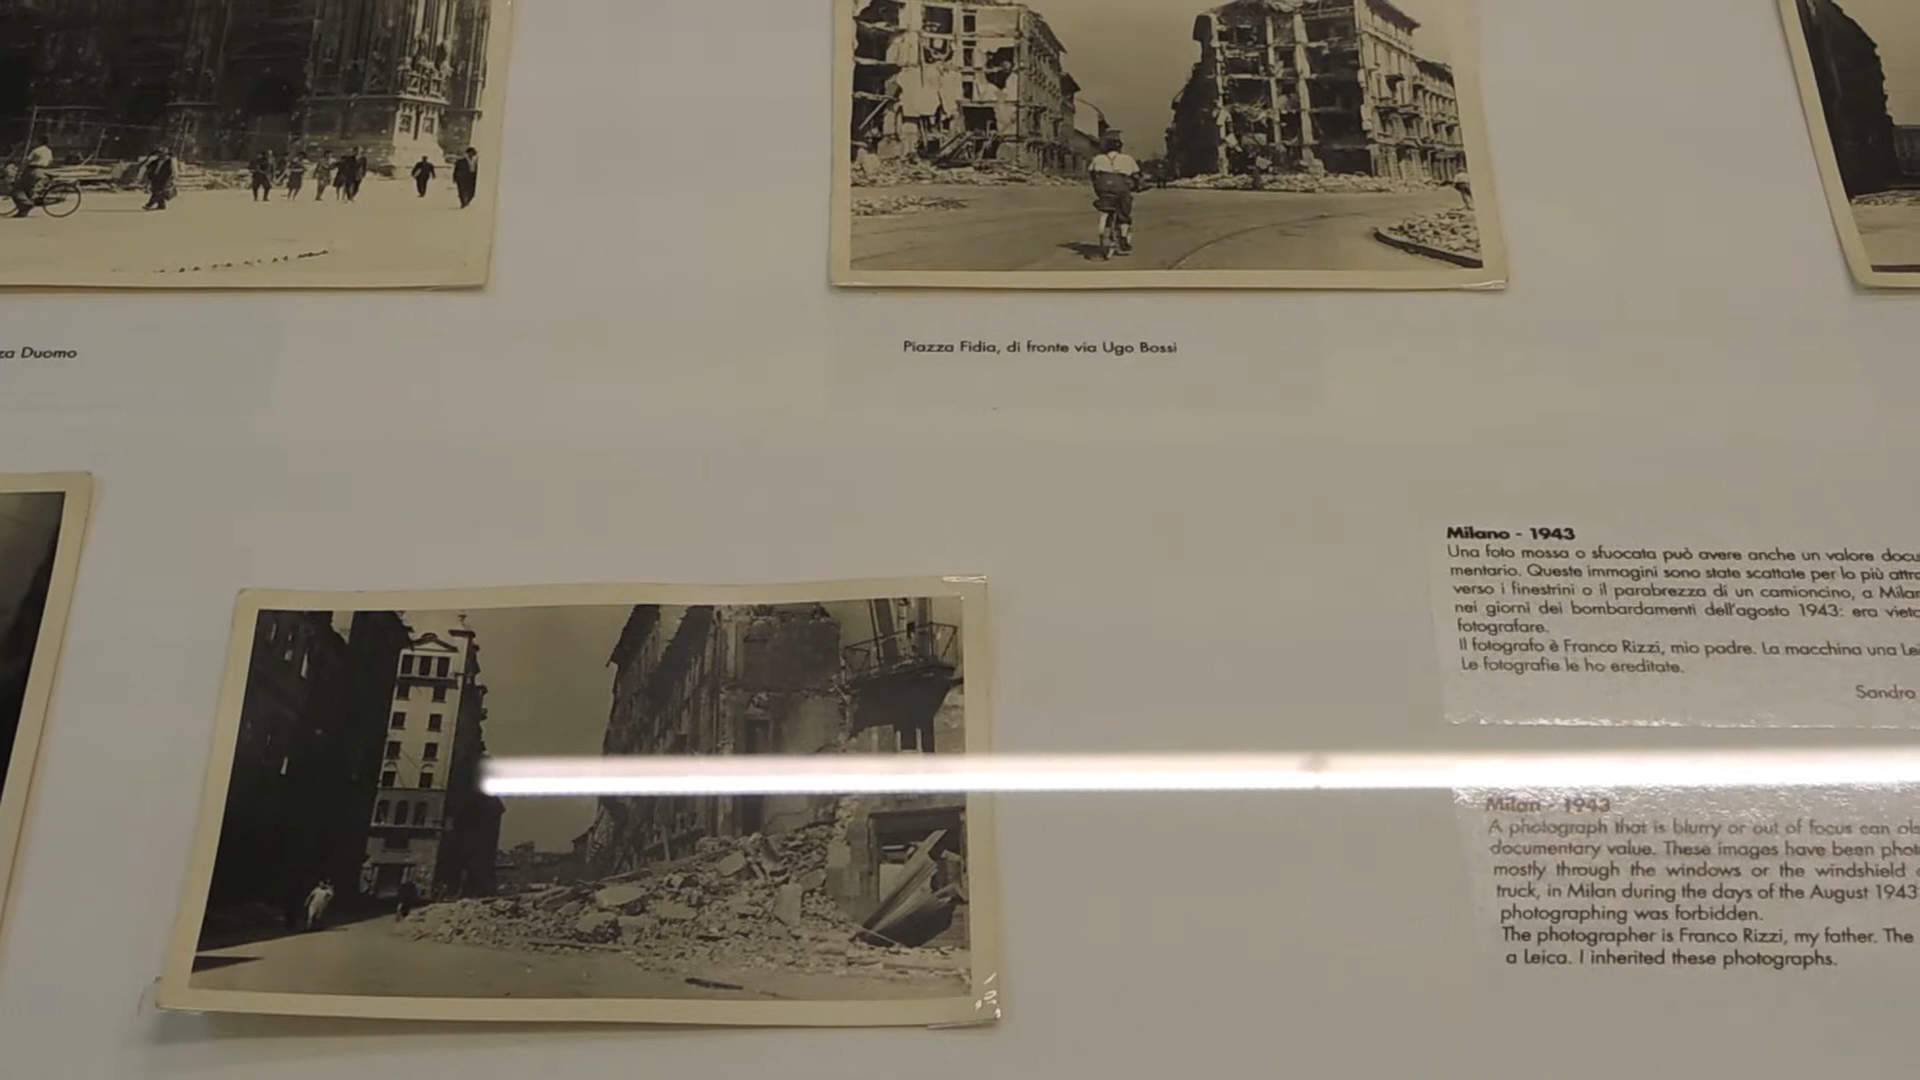 za Duomo
Piazza Fidia, di fronte via Ugo Bossi
Milano - 1943
Una foto mossa o sfuocata può avere anche un valore docu
mentario. Queste immagini sono state scattate per lo più attra
verso i finestrini o il parabrezza di un camioncino, a Milan
nei giorni dei bombardamenti dell'agosto 1943: era vieta
fotografare.
Il fotografo è Franco Rizzi, mio padre. La macchina una Lei
Le fotografie le ho ereditate.
Sandro
Milan - 1943
A photograph that is blurry or out of focus can als
documentary value. These images have been phot
mostly through the windows or the windshield
truck, in Milan during the days of the August 1943
photographing was forbidden.
The photographer is Franco Rizzi, my father. The
a Leica. I inherited these photographs.